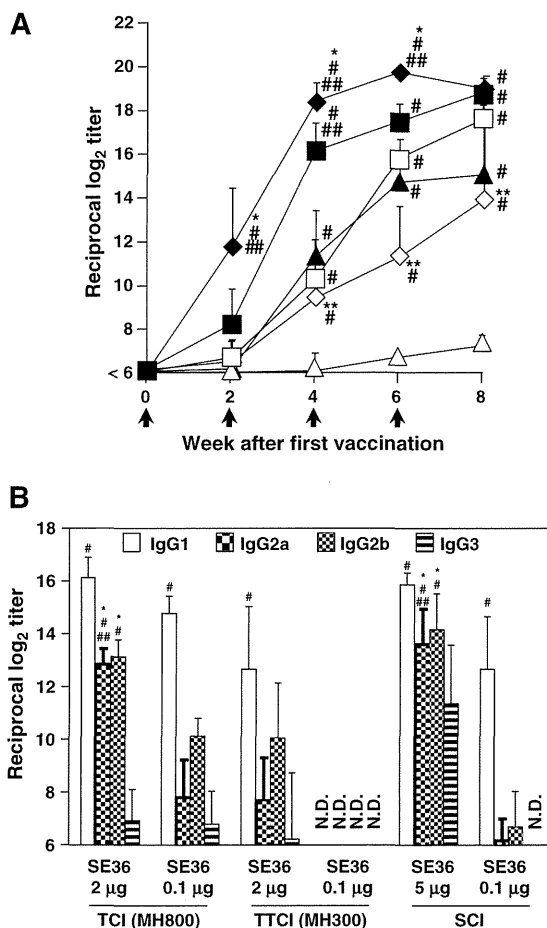 A
Reciprocal log2 titer
22
20
18
16
14
12
10
8
< 6
*
#
##
*
#
##
*
#
##
#
##
#
#
#
#
#
#
#
#
#
#
**
#
**
#
**
#
0
2
4
6
8
Week after first vaccination
B
Reciprocal log2 titer
18
16
14
12
10
8
6
IgG1
IgG2a
IgG2b
IgG3
#
*
#
##
*
#
#
#
N.D.
N.D.
N.D.
N.D.
#
*
#
##
*
#
#
N.D.
SE36 2 μg
SE36 0.1 μg
SE36 2 μg
SE36 0.1 μg
SE36 5 μg
SE36 0.1 μg
TCI (MH800)
TTCI (MH300)
SCI